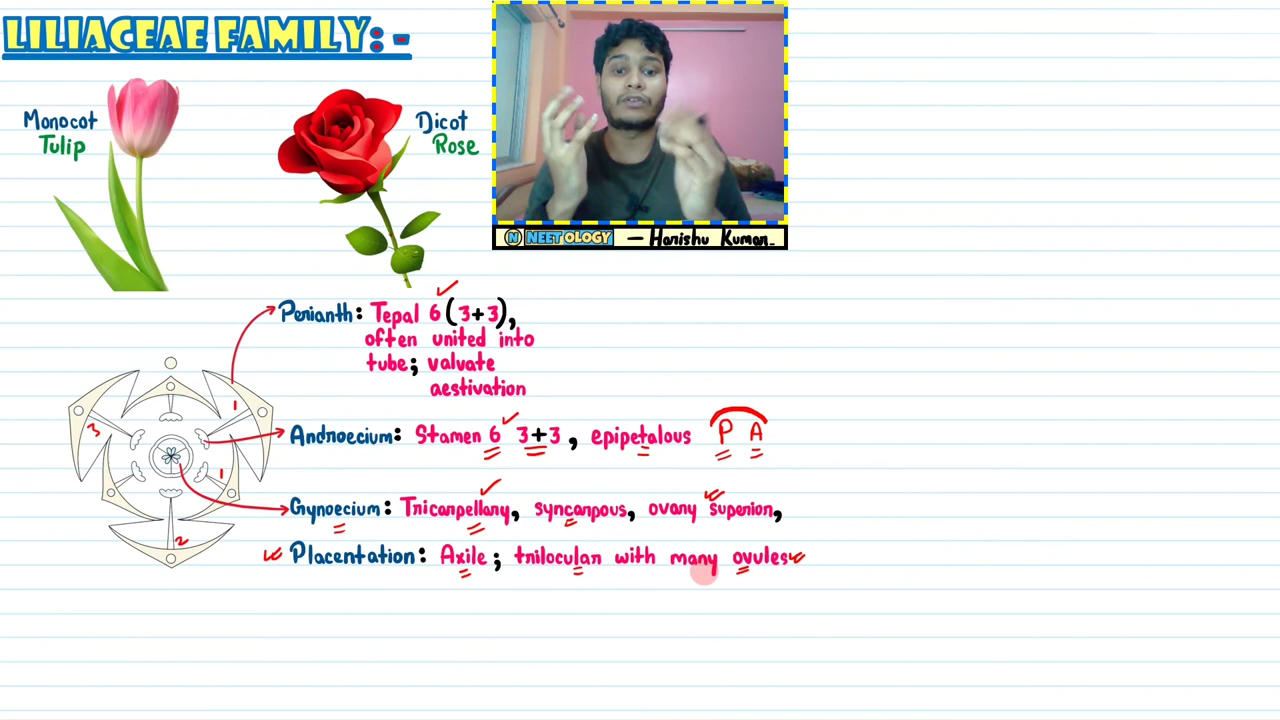 LILIACEAE FAMILY:-
Monocot
Tulip
Dicot
Rose
N NEETOLOGY — Harishu Kumar
Perianth: Tepal 6 (3+3),
often united into
tube; valvate
aestivation
1
3
Androecium: Stamen 6 3+3, epipetalous P A
1
Gynoecium: Tricarpellary, syncarpous, ovary superior,
2
Placentation: Axile; trilocular with many ovules